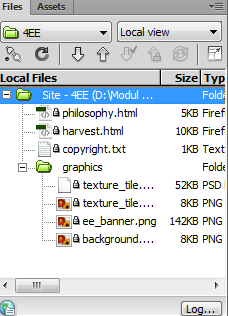 Files Assets
4EE Local view
Local Files Size Typ
Site - 4EE (D:\Modul ... Folde
philosophy.html 5KB Firef
harvest.html 10KB Firef
copyright.txt 1KB Text
graphics Folde
texture_tile.... 52KB PSD
texture_tile.... 8KB PNG
ee_banner.png 142KB PNG
background.... 8KB PNG
Log...